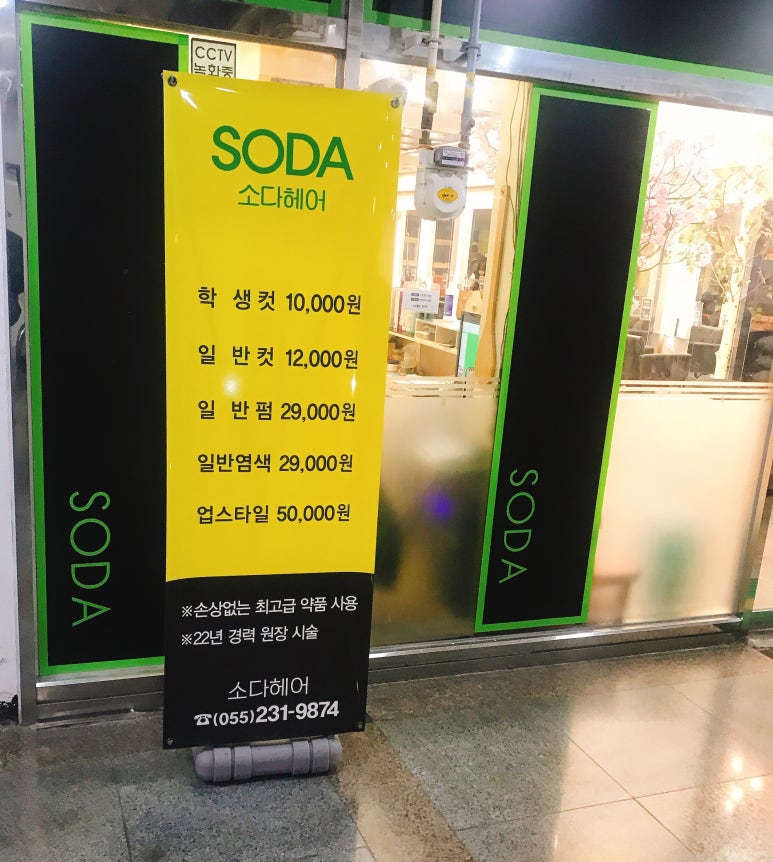 CCTV
녹화중
SODA
소다헤어
학 생컷 10,000원
일 반컷 12,000원
일 반펌 29,000원
일반염색 29,000원
업스타일 50,000원
※손상없는 최고급 약품 사용
※22년 경력 원장 시술
소다헤어
☎(055)231-9874
SODA
SODA